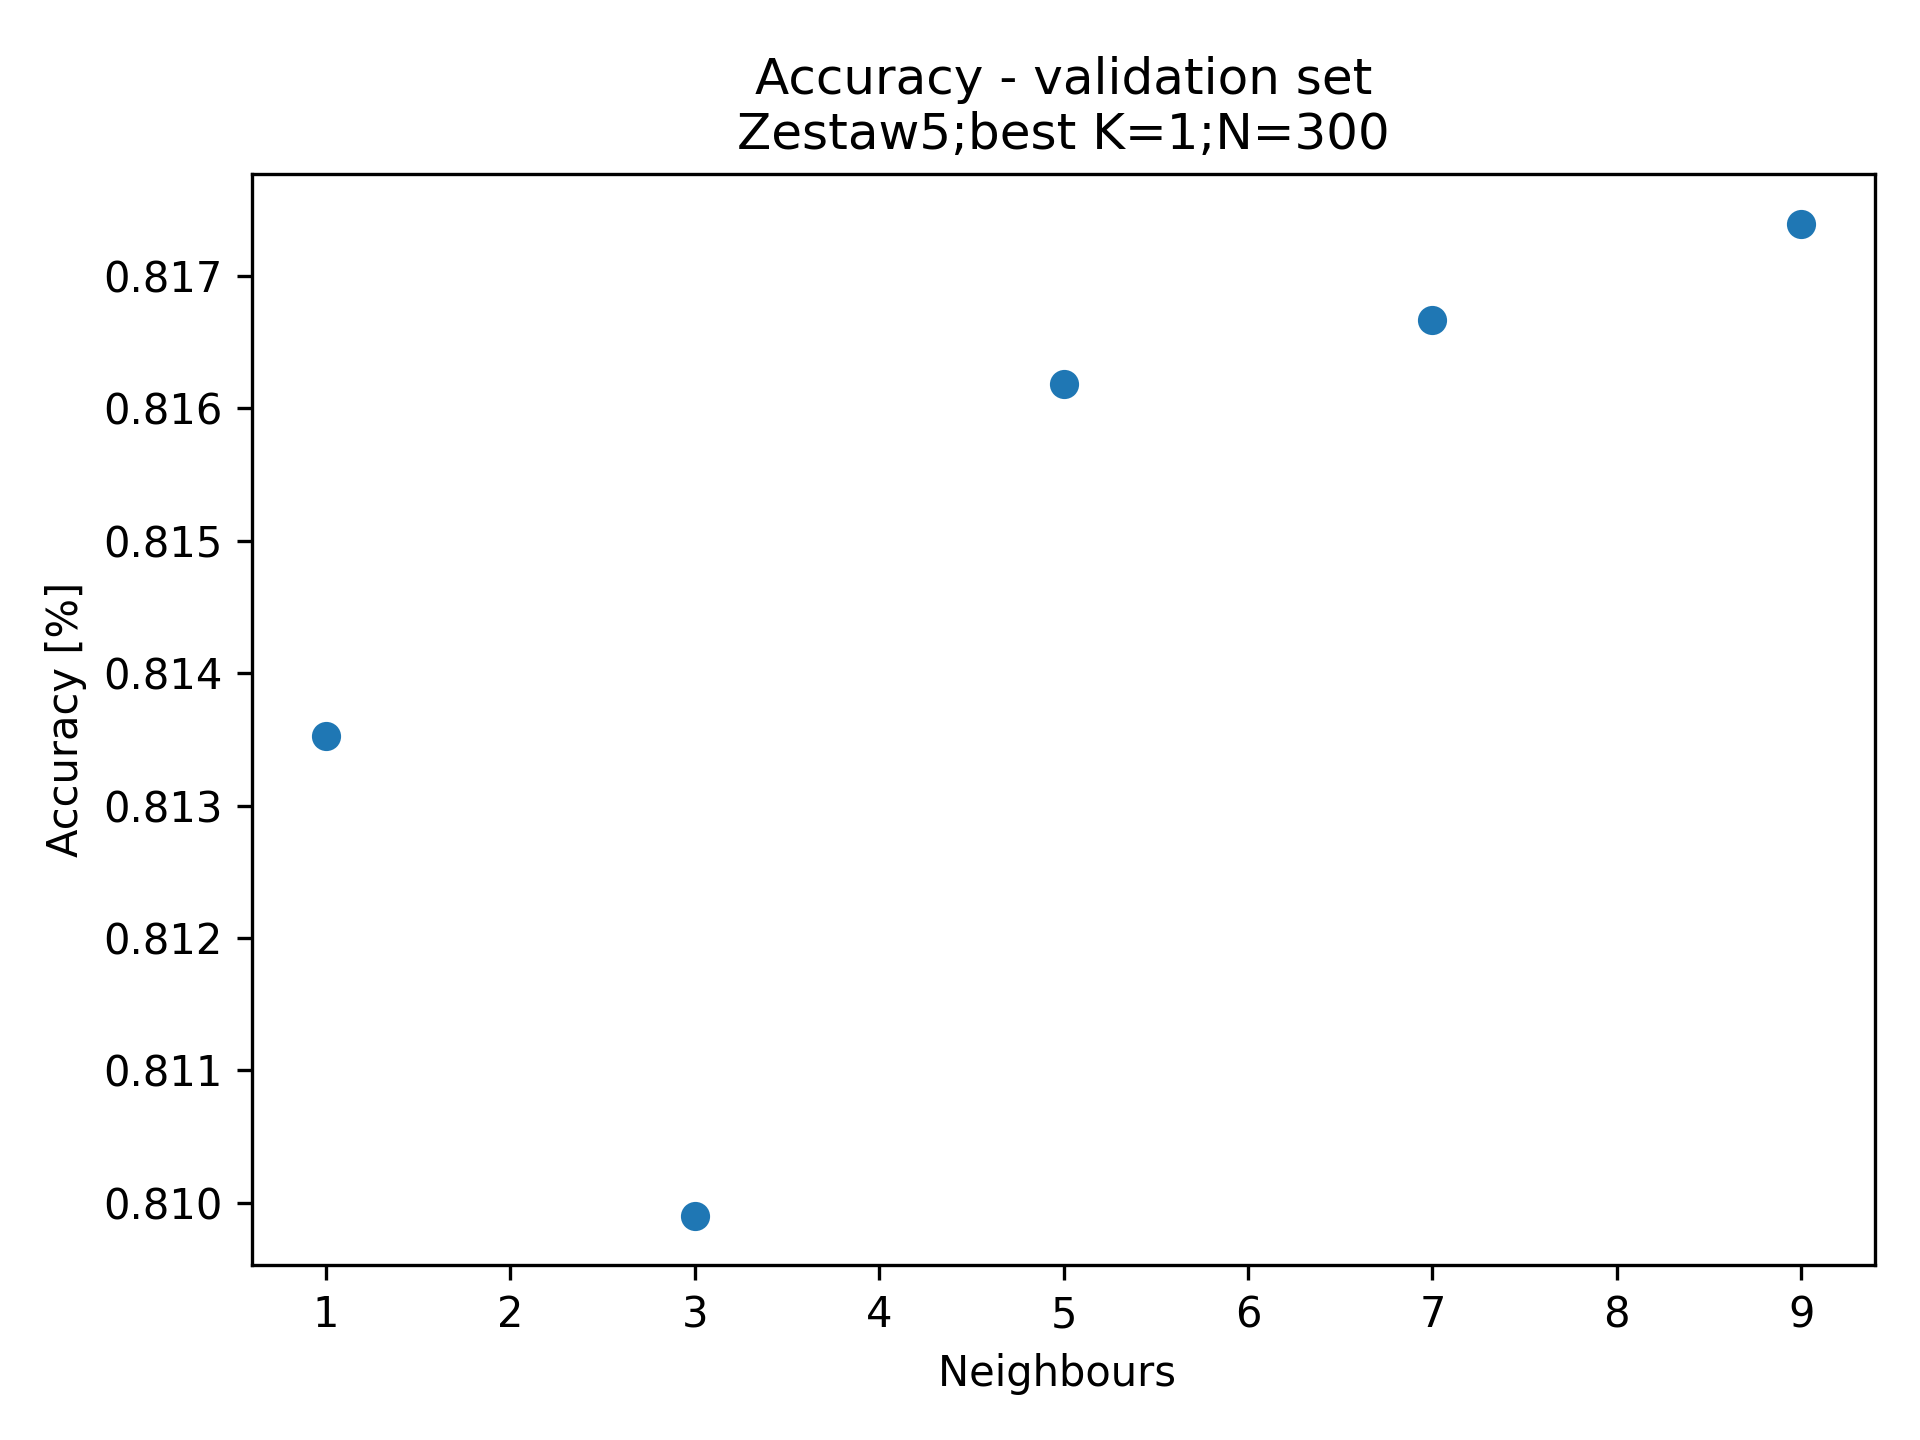 Accuracy - validation set
Zestaw5;best K=1;N=300
Accuracy [%]
0.817
0.816
0.815
0.814
0.813
0.812
0.811
0.810
1 2 3 4 5 6 7 8 9
Neighbours